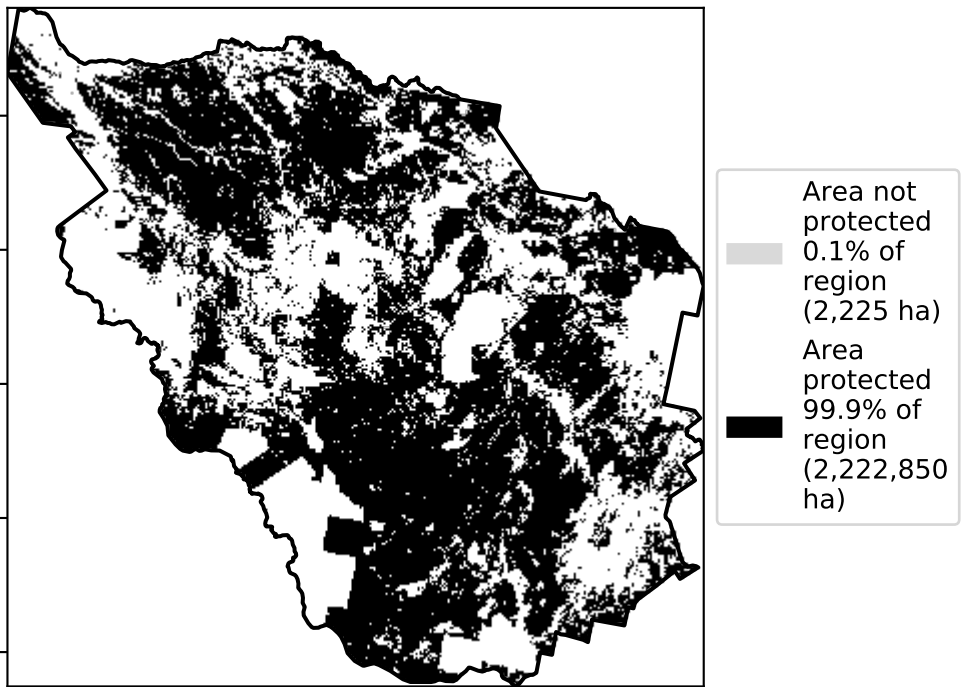 Area not
protected
0.1% of
region
(2,225 ha)
Area
protected
99.9% of
region
(2,222,850
ha)